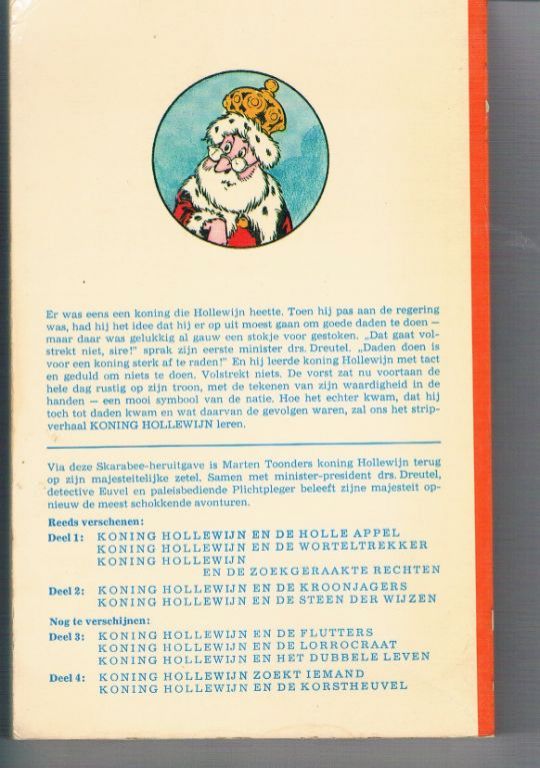 Er was eens een koning die Hollewijn heette. Toen hij pas aan de regering
was, had hij het idee dat hij er op uit moest gaan om goede daden te doen —
maar daar was gelukkig al gauw een stokje voor gestoken. „Dat gaat vol-
strekt niet, sire!” sprak zijn eerste minister drs. Dreutel. „Daden doen is
voor een koning sterk af te raden!” En hij leerde koning Hollewijn met tact
en geduld om niets te doen. Volstrekt niets. De vorst zat nu voortaan de
hele dag rustig op zijn troon, met de tekenen van zijn waardigheid in de
handen — een mooi symbool van de natie. Hoe het echter kwam, dat hij
toch tot daden kwam en wat daarvan de gevolgen waren, zal ons het strip-
verhaal KONING HOLLEWIJN leren.
Via deze Skarabee-heruitgave is Marten Toonders koning Hollewijn terug
op zijn majesteitelijke zetel. Samen met minister-president drs. Dreutel,
detective Euvel en paleisbediende Plichtpleger beleeft zijne majesteit op-
nieuw de meest schokkende avonturen.
Reeds verschenen:
Deel 1: KONING HOLLEWIJN EN DE HOLLE APPEL
KONING HOLLEWIJN EN DE WORTELTREKKER
KONING HOLLEWIJN
EN DE ZOEKGERAAKTE RECHTEN
Deel 2: KONING HOLLEWIJN EN DE KROONJAGERS
KONING HOLLEWIJN EN DE STEEN DER WIJZEN
Nog te verschijnen:
Deel 3: KONING HOLLEWIJN EN DE FLUTTERS
KONING HOLLEWIJN EN DE LORROCRAAT
KONING HOLLEWIJN EN HET DUBBELE LEVEN
Deel 4: KONING HOLLEWIJN ZOEKT IEMAND
KONING HOLLEWIJN EN DE KORSTHEUVEL